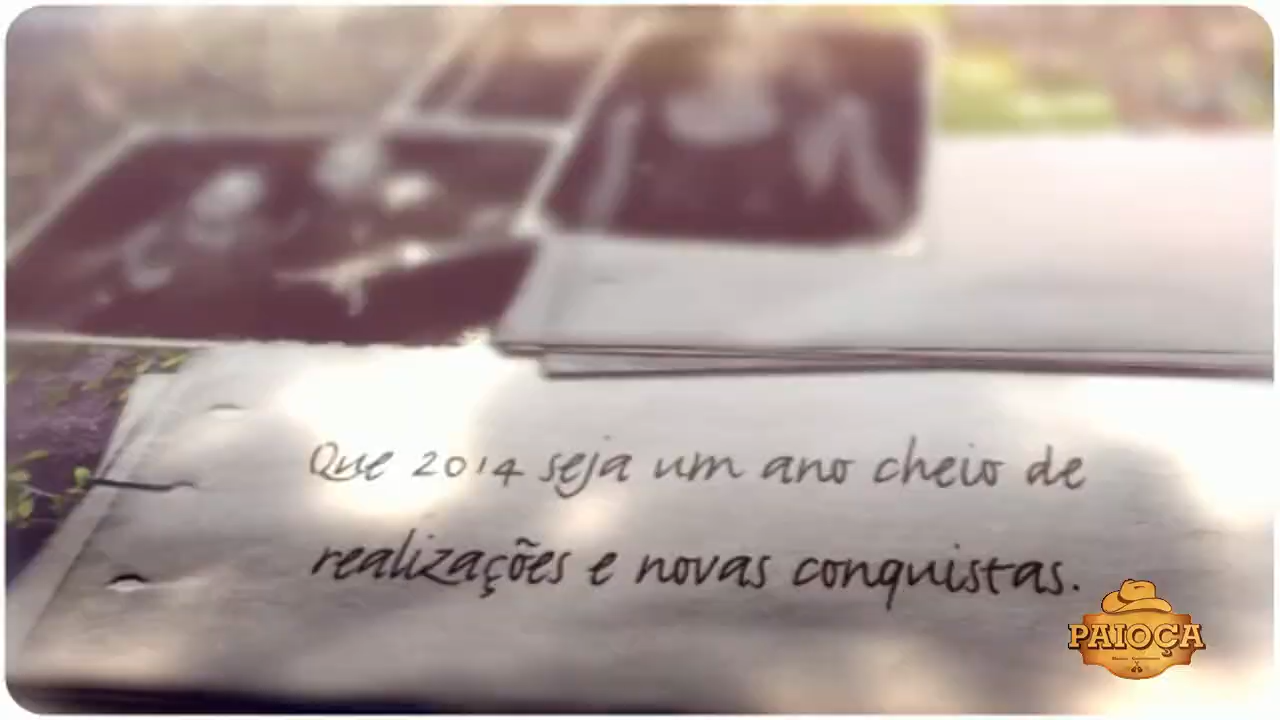 Que 2014 seja um ano cheio de
realizações e novas conquistas.
PAIOÇA